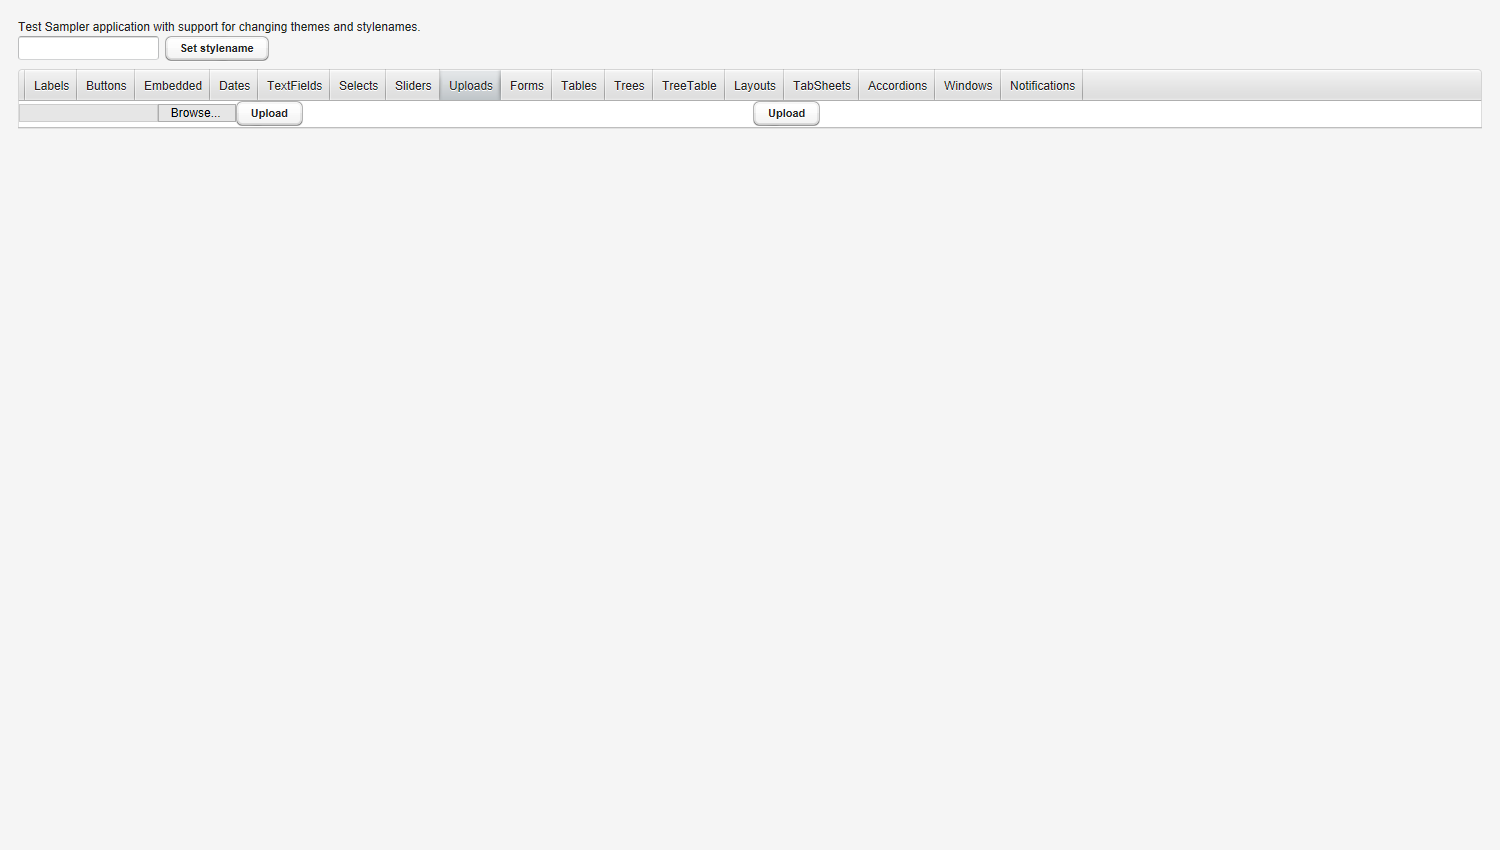 Test Sampler application with support for changing themes and stylenames.
Set stylename
Labels Buttons Embedded Dates TextFields Selects Sliders Uploads Forms Tables Trees TreeTable Layouts TabSheets Accordions Windows Notifications
Browse... Upload Upload